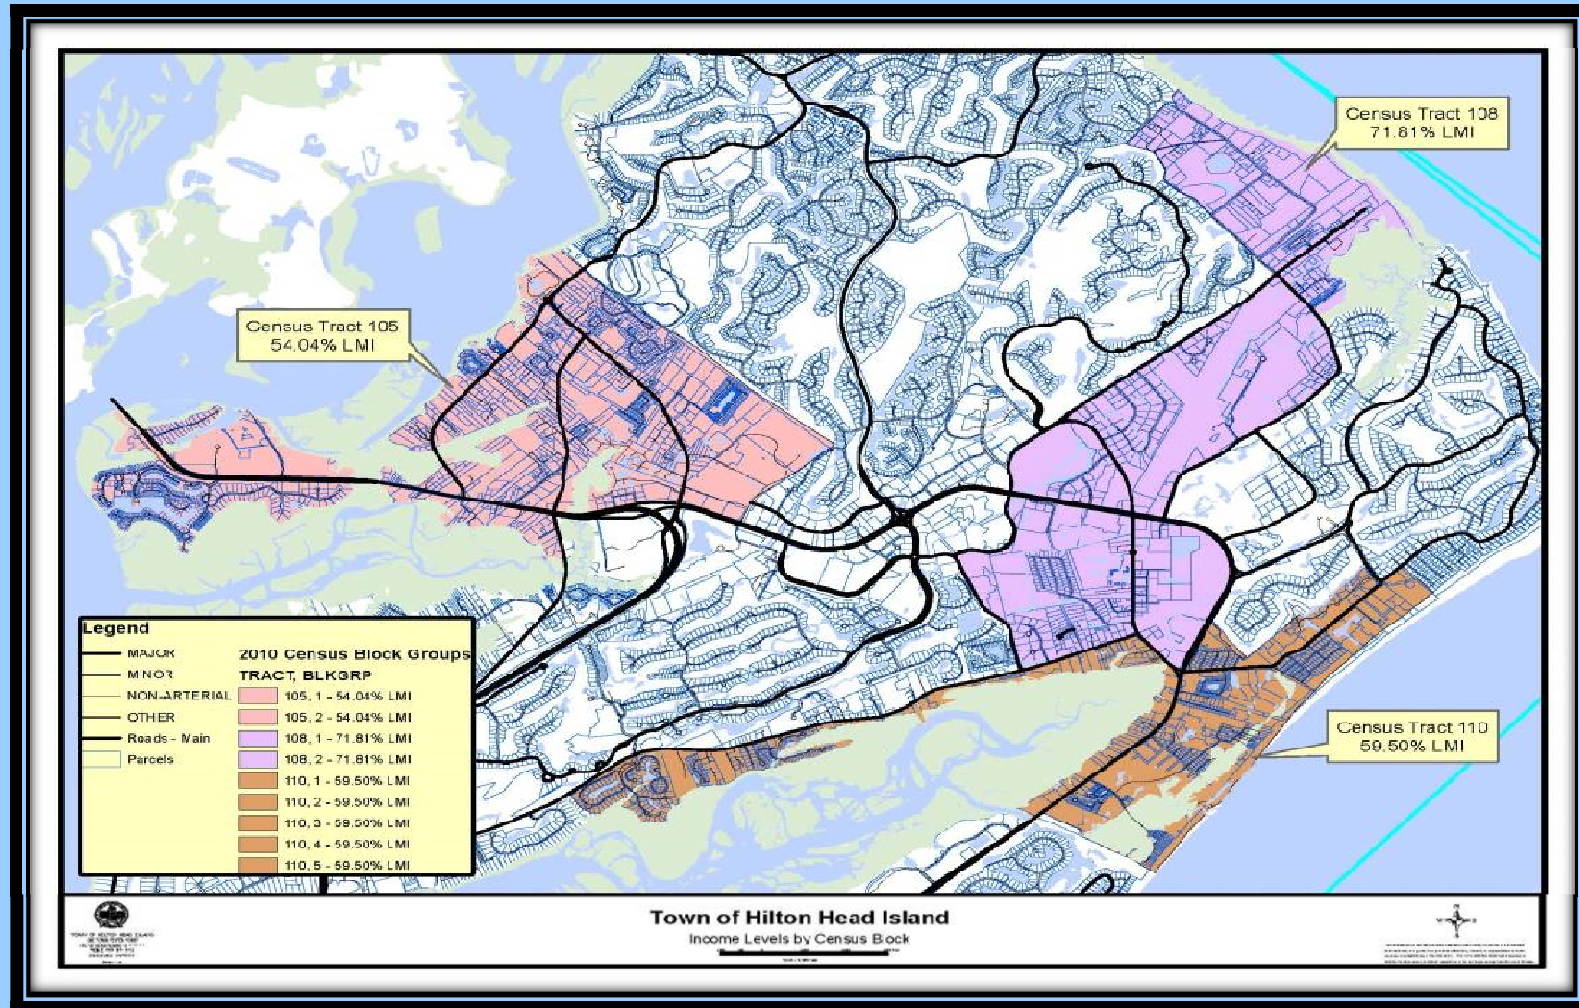 Census Tract 108
71.81% LMI
Census Tract 105
54.04% LMI
Legend
MAJOR
MINOR
NON-ARTERIAL
OTHER
Roads - Main
Parcels
2010 Census Block Groups
TRACT, BLKGRP
105, 1 - 54.04% LMI
105, 2 - 54.04% LMI
108, 1 - 71.81% LMI
108, 2 - 71.81% LMI
110, 1 - 59.50% LMI
110, 2 - 59.50% LMI
110, 3 - 59.50% LMI
110, 4 - 59.50% LMI
110, 5 - 59.50% LMI
Census Tract 110
59.50% LMI
Town of Hilton Head Island
Income Levels by Census Block